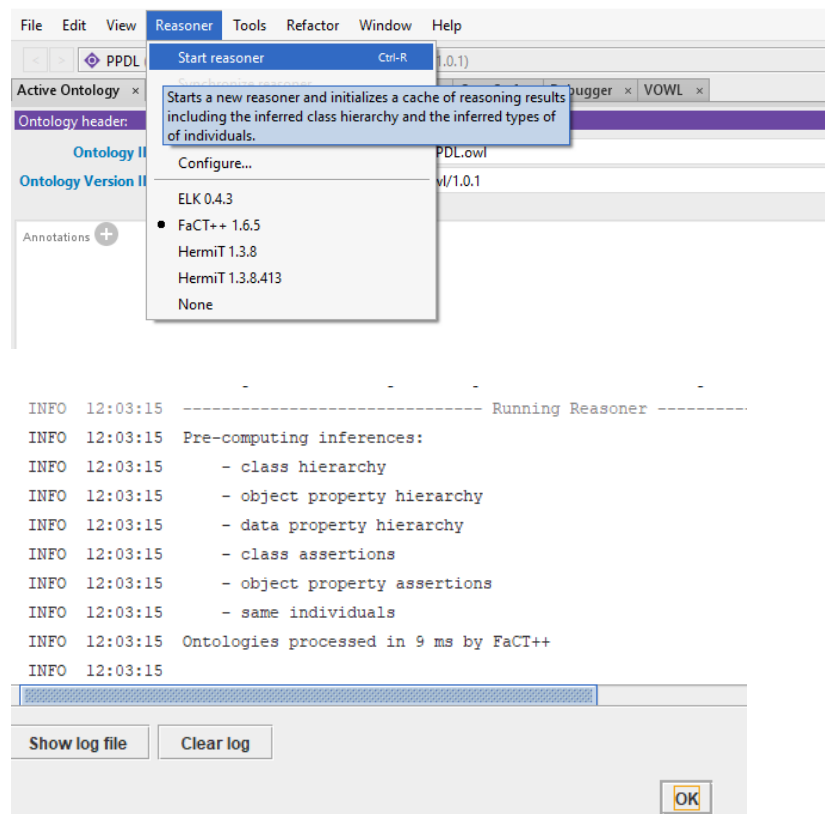 File Edit View Reasoner Tools Refactor Window Help
< > PPDL Start reasoner Ctrl-R 1.0.1)
Active Ontology × Synchronize reasoner bugger × VOWL ×
Ontology header: Starts a new reasoner and initializes a cache of reasoning results
including the inferred class hierarchy and the inferred types of
of individuals.
Ontology II Configure... PDL.owl
Ontology Version II vl/1.0.1
ELK 0.4.3
Annotations + FaCT++ 1.6.5
HermiT 1.3.8
HermiT 1.3.8.413
None
INFO 12:03:15 ------------------------------- Running Reasoner ----------
INFO 12:03:15 Pre-computing inferences:
INFO 12:03:15 - class hierarchy
INFO 12:03:15 - object property hierarchy
INFO 12:03:15 - data property hierarchy
INFO 12:03:15 - class assertions
INFO 12:03:15 - object property assertions
INFO 12:03:15 - same individuals
INFO 12:03:15 Ontologies processed in 9 ms by FaCT++
INFO 12:03:15
Show log file Clear log
OK